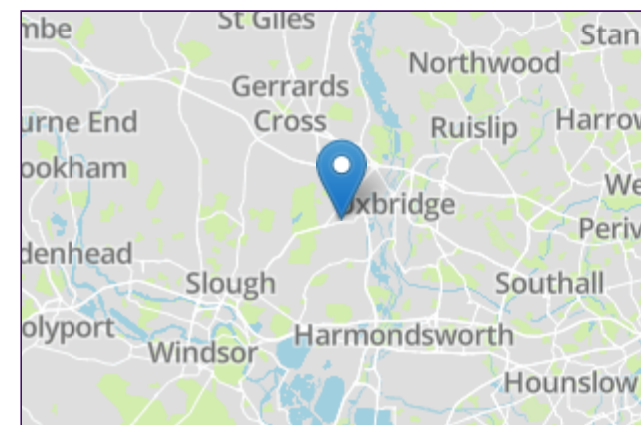 mbe
St Giles
Stan
Northwood
Gerrards
Cross
urne End
Ruislip
Harrow
ookham
We
Uxbridge
Periv
denhead
Slough
Southall
olyport
Harmondsworth
Windsor
Hounslow